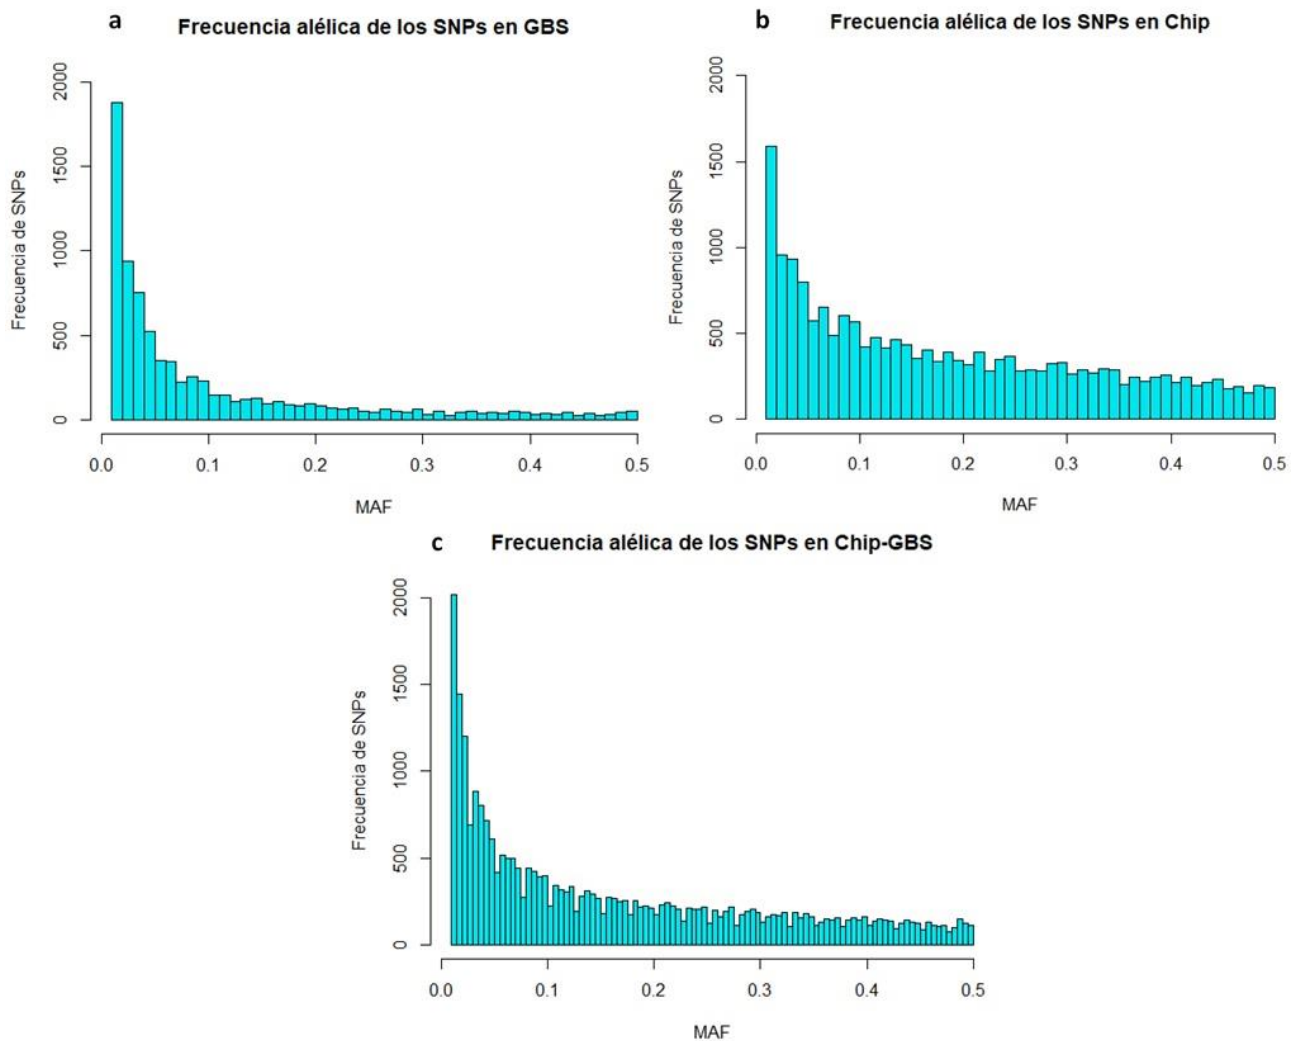 a
Frecuencia alélica de los SNPs en GBS
Frecuencia de SNPs
2000
1500
1000
500
0
0.0 0.1 0.2 0.3 0.4 0.5
MAF
b
Frecuencia alélica de los SNPs en Chip
Frecuencia de SNPs
2000
1500
1000
500
0
0.0 0.1 0.2 0.3 0.4 0.5
MAF
c
Frecuencia alélica de los SNPs en Chip-GBS
Frecuencia de SNPs
2000
1500
1000
500
0
0.0 0.1 0.2 0.3 0.4 0.5
MAF